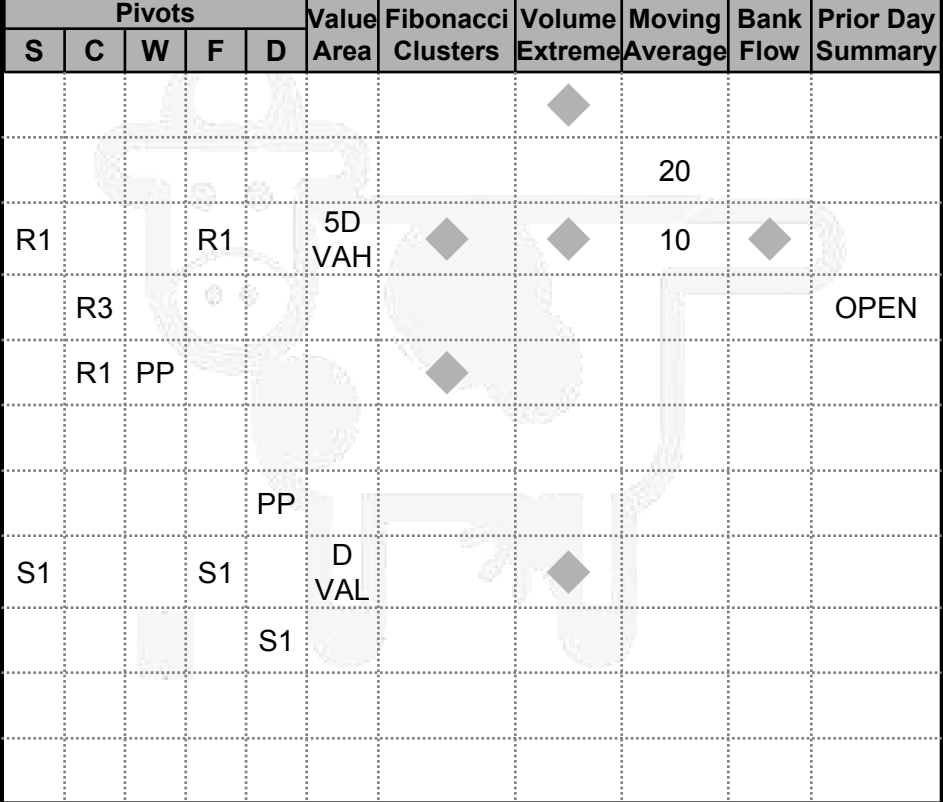 Pivots Value Fibonacci Volume Moving Bank Prior Day
S C W F D Area Clusters Extreme Average Flow Summary
20
R1 R1 5D VAH 10
R3 OPEN
R1 PP
PP
S1 S1 D VAL
S1